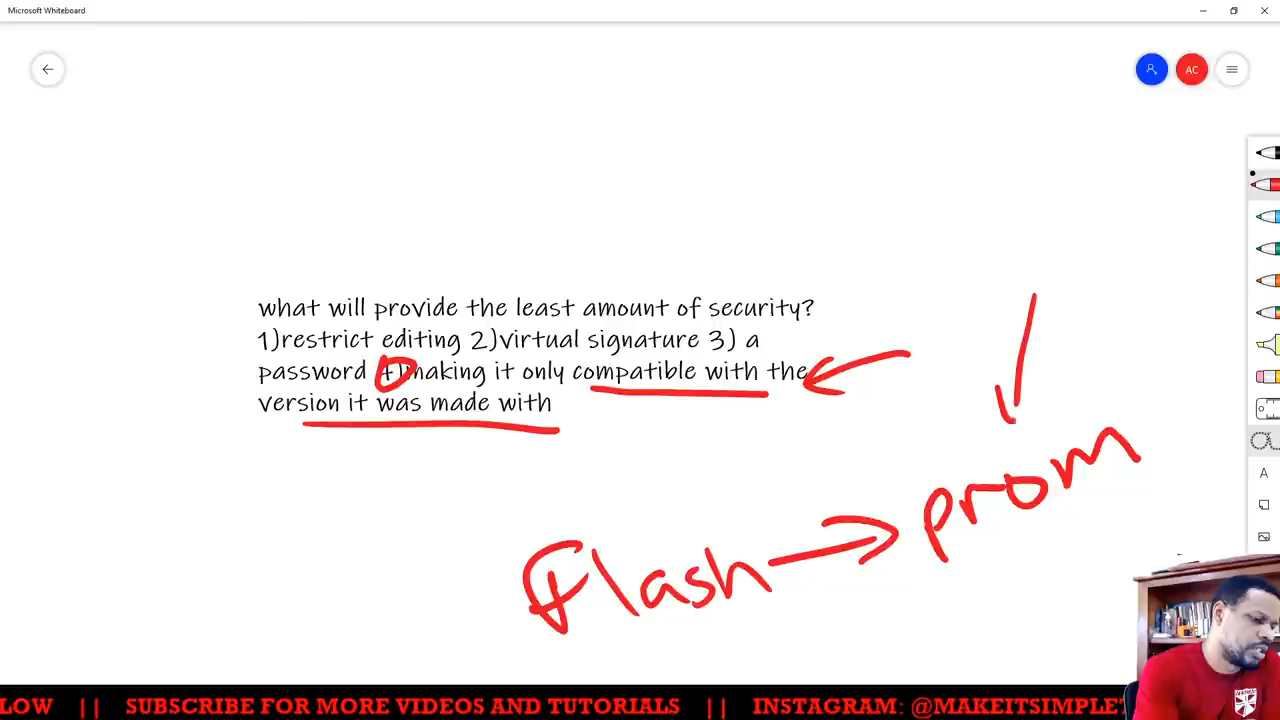 Microsoft Whiteboard
AC
what will provide the least amount of security?
1)restrict editing 2)virtual signature 3) a
password 4)making it only compatible with the
version it was made with
prom
flash
A
LOW || SUBSCRIBE FOR MORE VIDEOS AND TUTORIALS || INSTAGRAM: @MAKEITSIMPLET